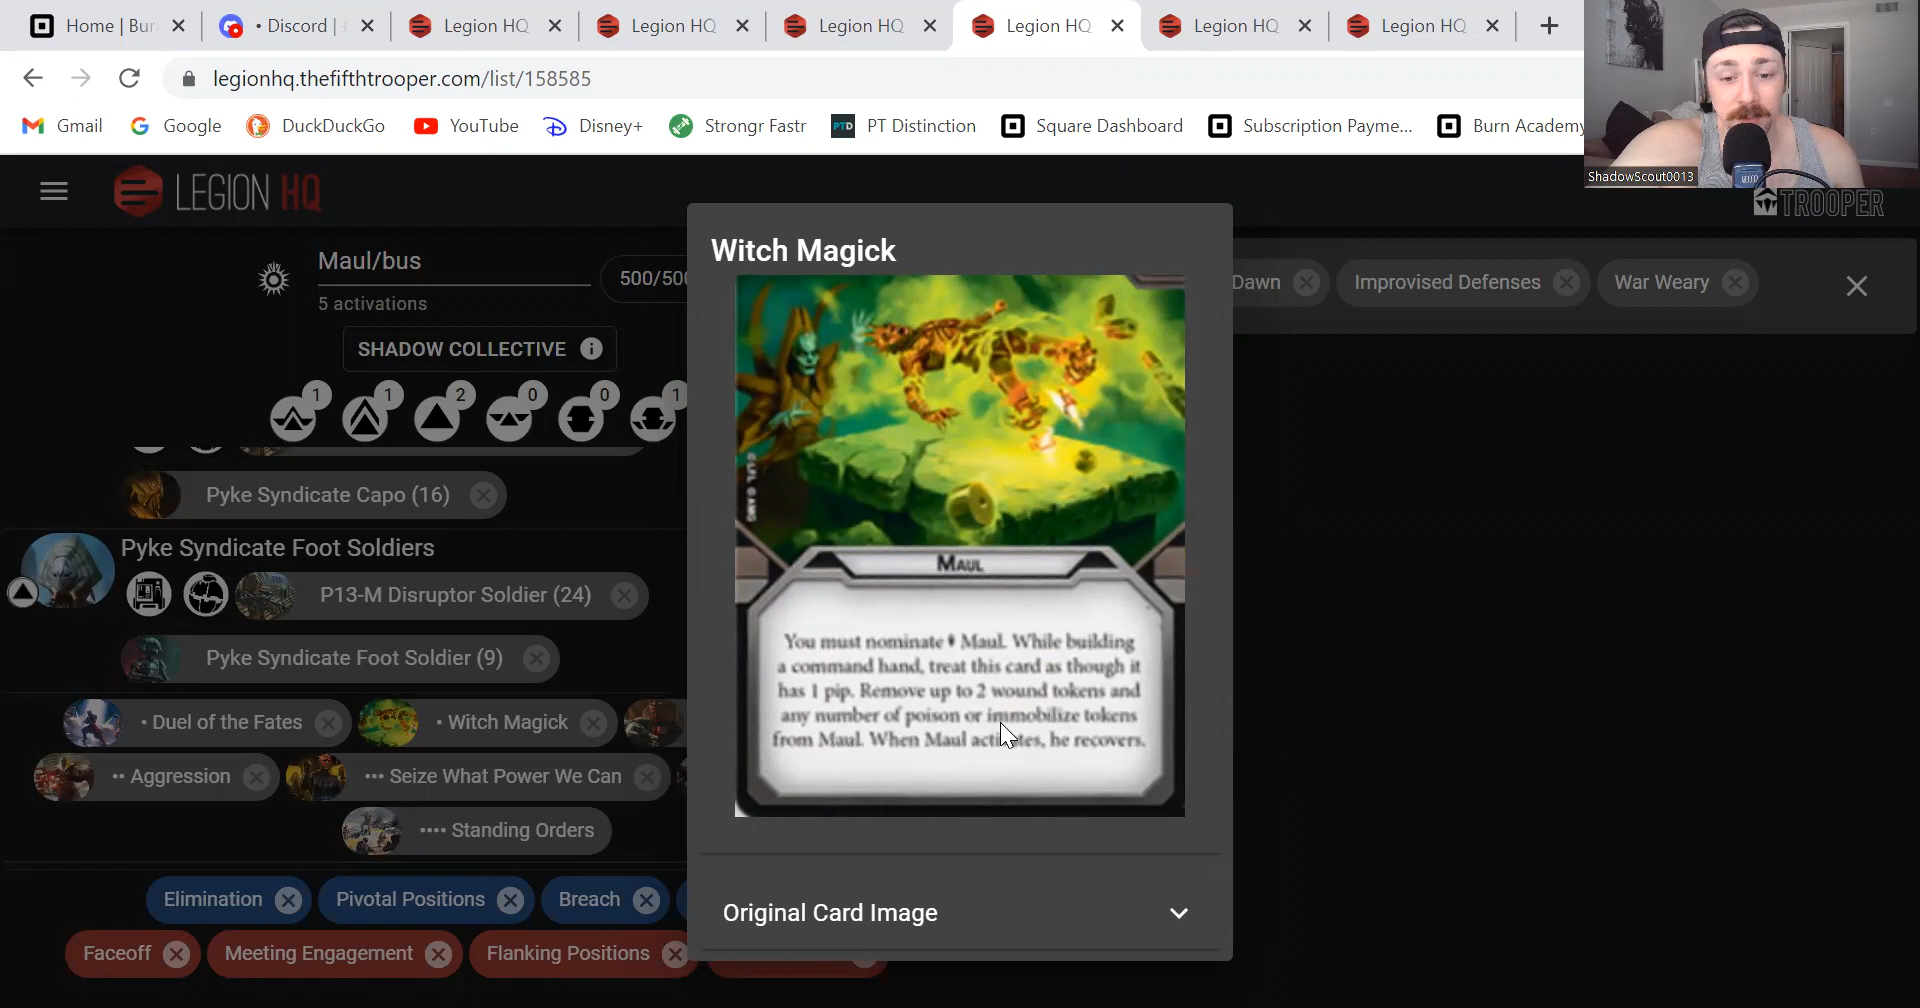 Home | Bur
• Discord |
Legion HQ
Legion HQ
Legion HQ
Legion HQ
Legion HQ
Legion HQ
legionhq.thefifthtrooper.com/list/158585
Gmail
Google
DuckDuckGo
YouTube
Disney+
Strongr Fastr
PTD
PT Distinction
Square Dashboard
Subscription Payme...
Burn Academy
ShadowScout0013
LEGION HQ
TROOPER
Maul/bus
500/500
5 activations
SHADOW COLLECTIVE
1
1
2
0
0
1
Dawn
Improvised Defenses
War Weary
Pyke Syndicate Capo (16)
Pyke Syndicate Foot Soldiers
P13-M Disruptor Soldier (24)
Pyke Syndicate Foot Soldier (9)
• Duel of the Fates
• Witch Magick
•• Aggression
••• Seize What Power We Can
•••• Standing Orders
Elimination
Pivotal Positions
Breach
Faceoff
Meeting Engagement
Flanking Positions
Witch Magick
MAUL
You must nominate Maul. While building
a command hand, treat this card as though it
has 1 pip. Remove up to 2 wound tokens and
any number of poison or immobilize tokens
from Maul. When Maul activates, he recovers.
Original Card Image